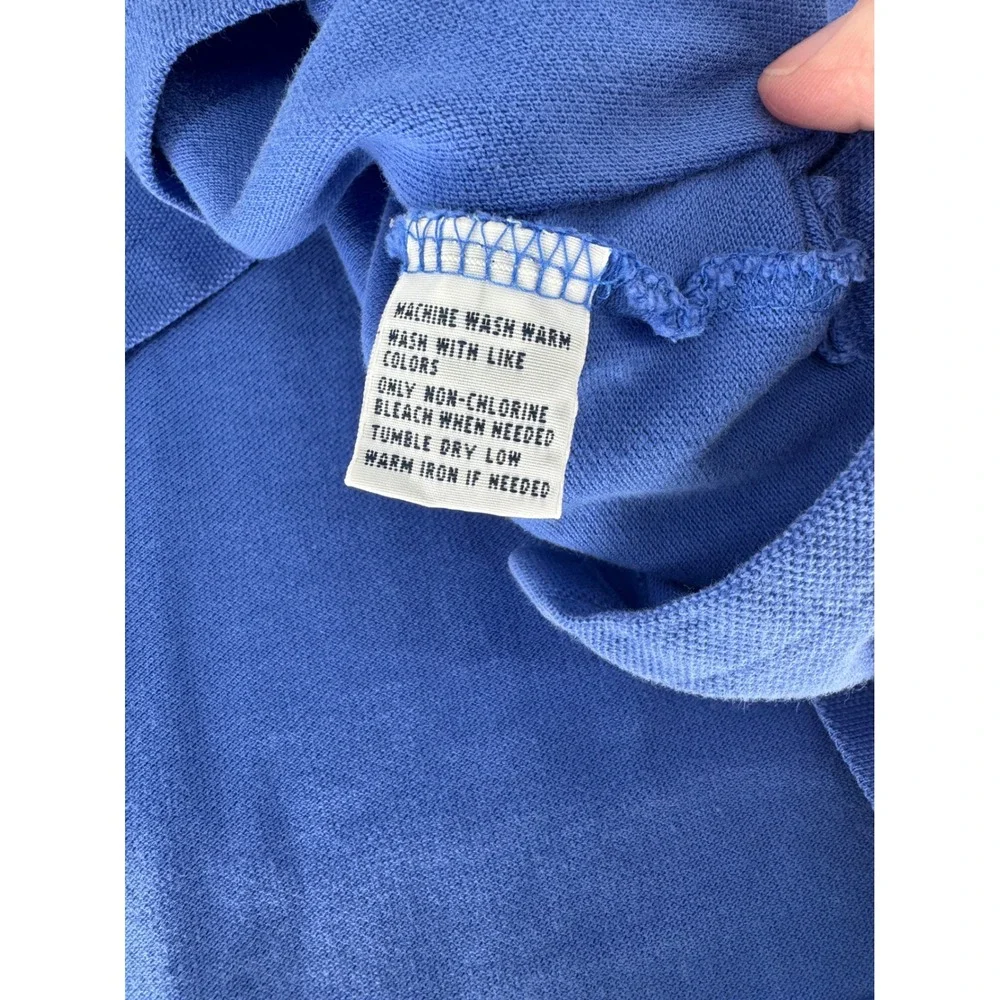 MACHINE WASH WARM
WASH WITH LIKE
COLORS
ONLY NON-CHLORINE
BLEACH WHEN NEEDED
TUMBLE DRY LOW
WARM IRON IF NEEDED